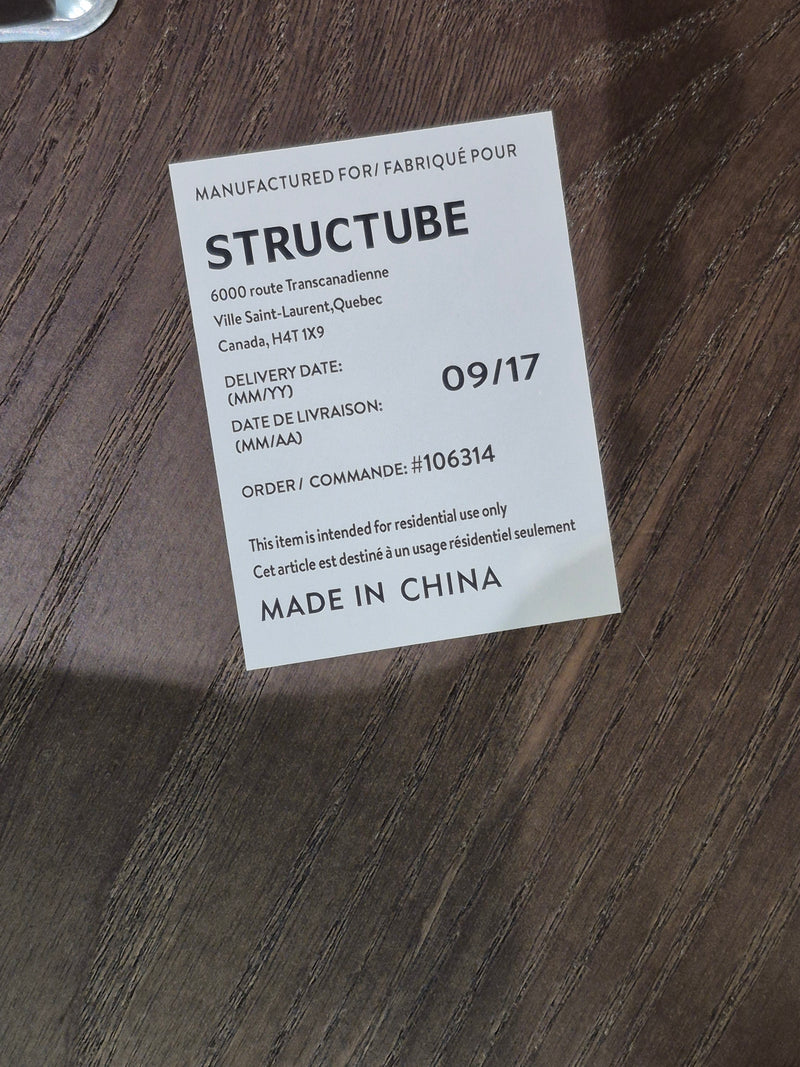 MANUFACTURED FOR/ FABRIQUÉ POUR
STRUCTUBE
6000 route Transcanadienne
Ville Saint-Laurent,Quebec
Canada, H4T 1X9
DELIVERY DATE:
(MM/YY)
09/17
DATE DE LIVRAISON:
(MM/AA)
ORDER / COMMANDE: #106314
This item is intended for residential use only
Cet article est destiné à un usage résidentiel seulement
MADE IN CHINA